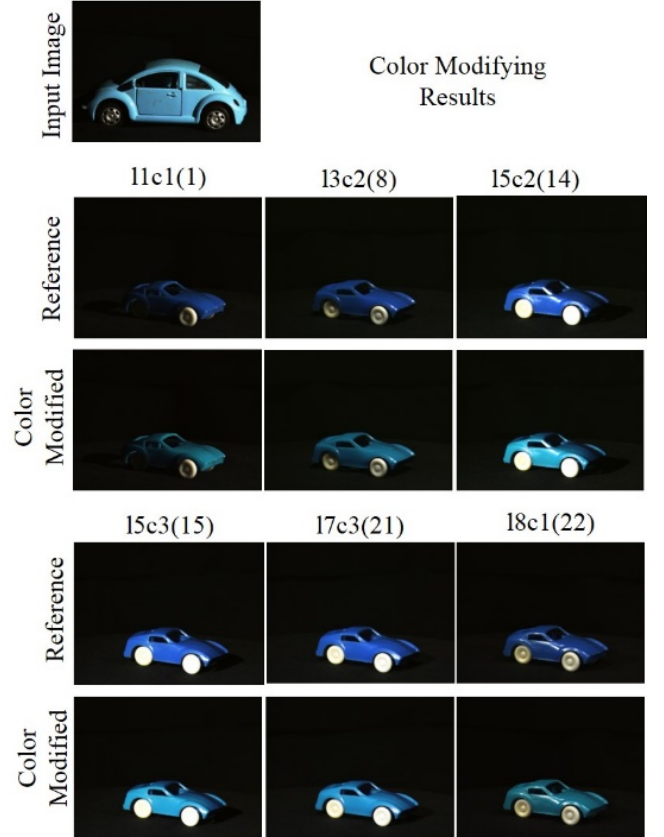 Input Image
Color Modifying
Results
l1c1(1) l3c2(8) l5c2(14)
Reference
Color
Modified
l5c3(15) l7c3(21) l8c1(22)
Reference
Color
Modified